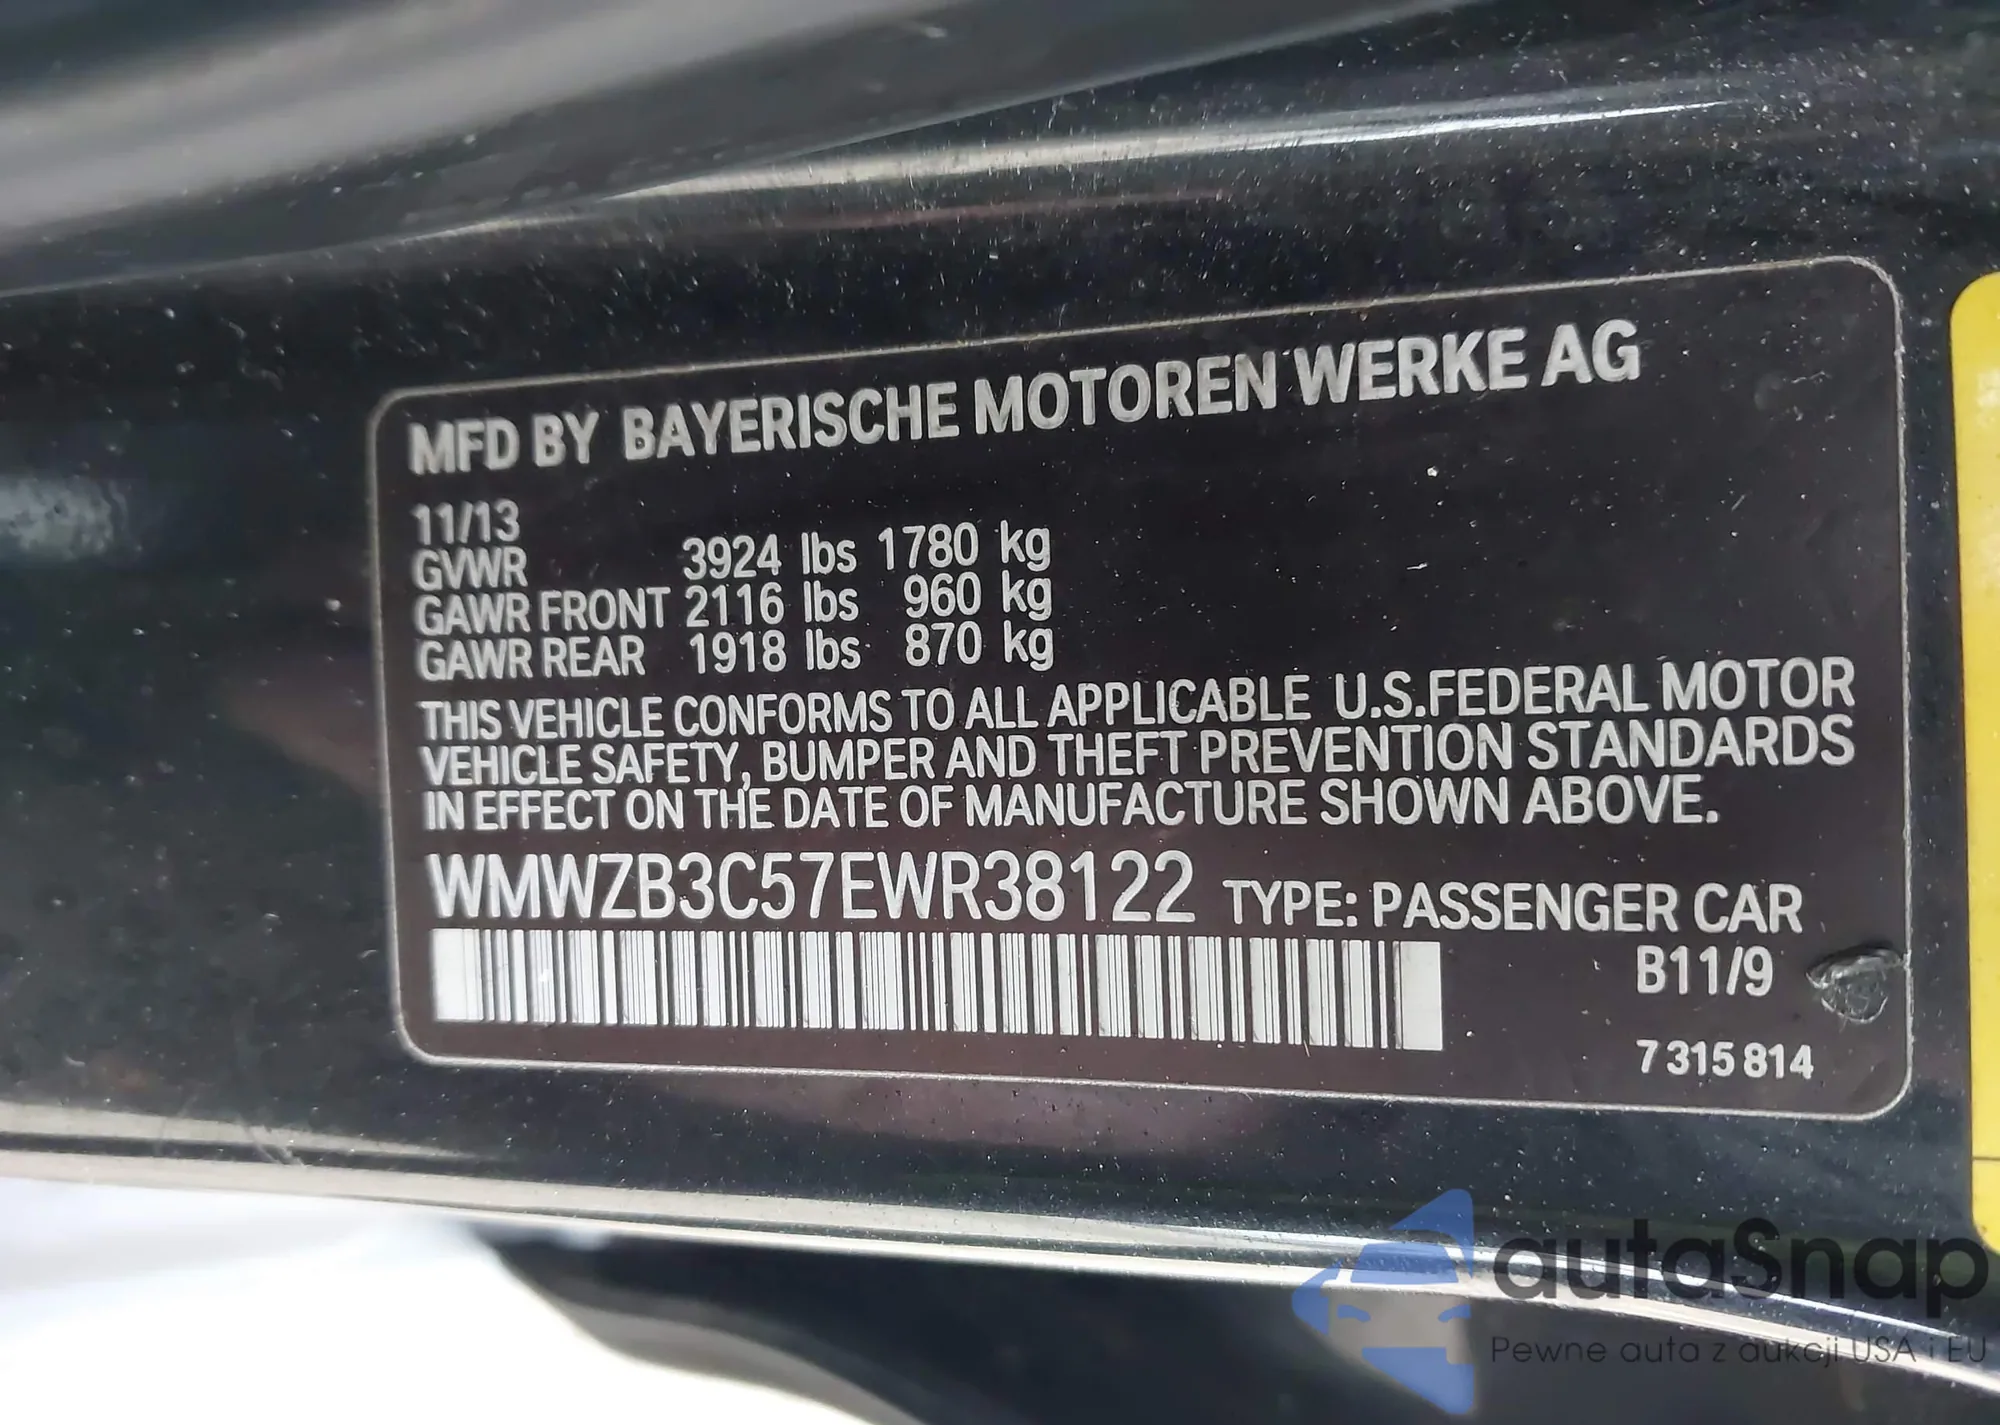 MFD BY BAYERISCHE MOTOREN WERKE AG
11/13
GVWR 3924 lbs 1780 kg
GAWR FRONT 2116 lbs 960 kg
GAWR REAR 1918 lbs 870 kg
THIS VEHICLE CONFORMS TO ALL APPLICABLE U.S.FEDERAL MOTOR
VEHICLE SAFETY, BUMPER AND THEFT PREVENTION STANDARDS
IN EFFECT ON THE DATE OF MANUFACTURE SHOWN ABOVE.
WMWZB3C57EWR38122 TYPE: PASSENGER CAR
B11/9
7 315 814
autaSnap
Pewne auta z aukcji USA i EU